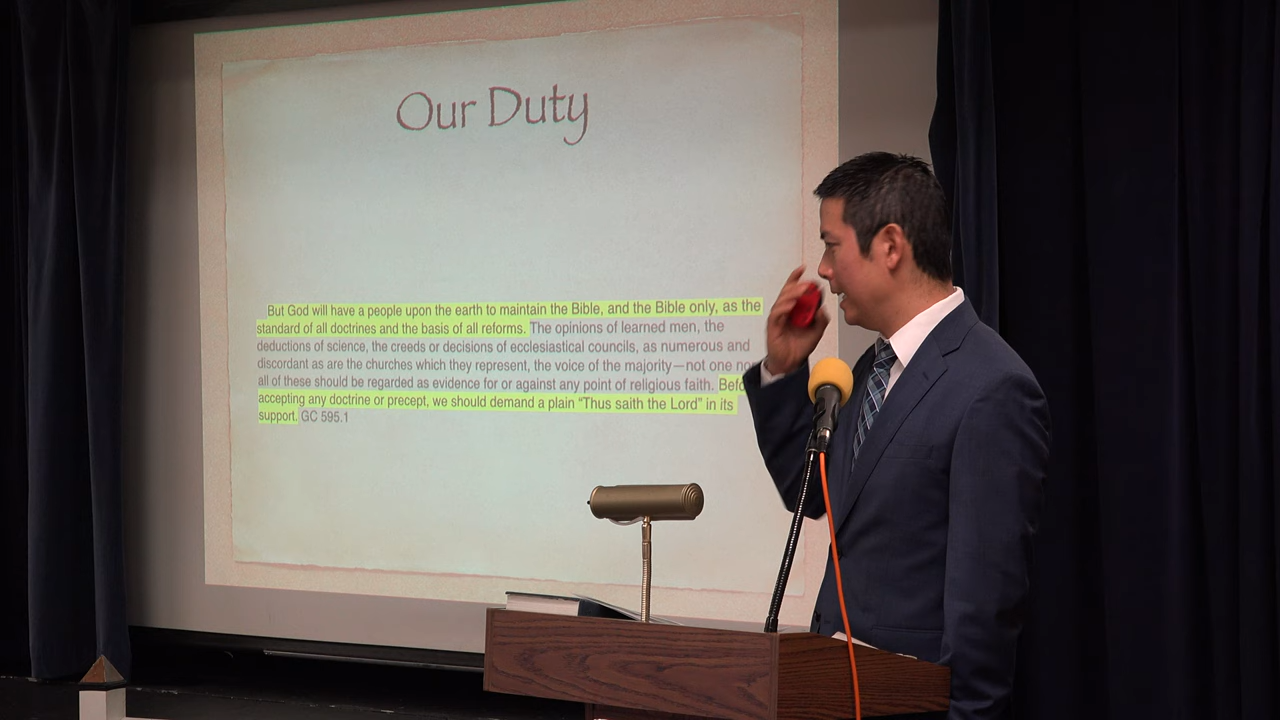 Our Duty
But God will have a people upon the earth to maintain the Bible, and the Bible only, as the
standard of all doctrines and the basis of all reforms. The opinions of learned men, the
deductions of science, the creeds or decisions of ecclesiastical councils, as numerous and
discordant as are the churches which they represent, the voice of the majority—not one
all of these should be regarded as evidence for or against any point of religious faith.
accepting any doctrine or precept, we should demand a plain “Thus saith the Lord” in its
support. GC 595.1